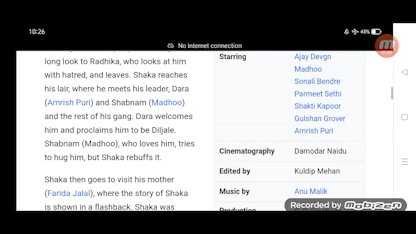 10:26
45%
No internet connection
long look to Radhika, who looks at him
with hatred, and leaves. Shaka reaches
his lair, where he meets his leader, Dara
(Amrish Puri) and Shabnam (Madhoo)
and the rest of his gang. Dara welcomes
him and proclaims him to be Diljale.
Shabnam (Madhoo), who loves him, tries
to hug him, but Shaka rebuffs it.
Shaka then goes to visit his mother
(Farida Jalal), where the story of Shaka
is shown in a flashback. Shaka was
Starring
Ajay Devgn
Madhoo
Sonali Bendre
Parmeet Sethi
Shakti Kapoor
Gulshan Grover
Amrish Puri
Cinematography Damodar Naidu
Edited by Kuldip Mehan
Music by Anu Malik
Production
Recorded by Mobizen